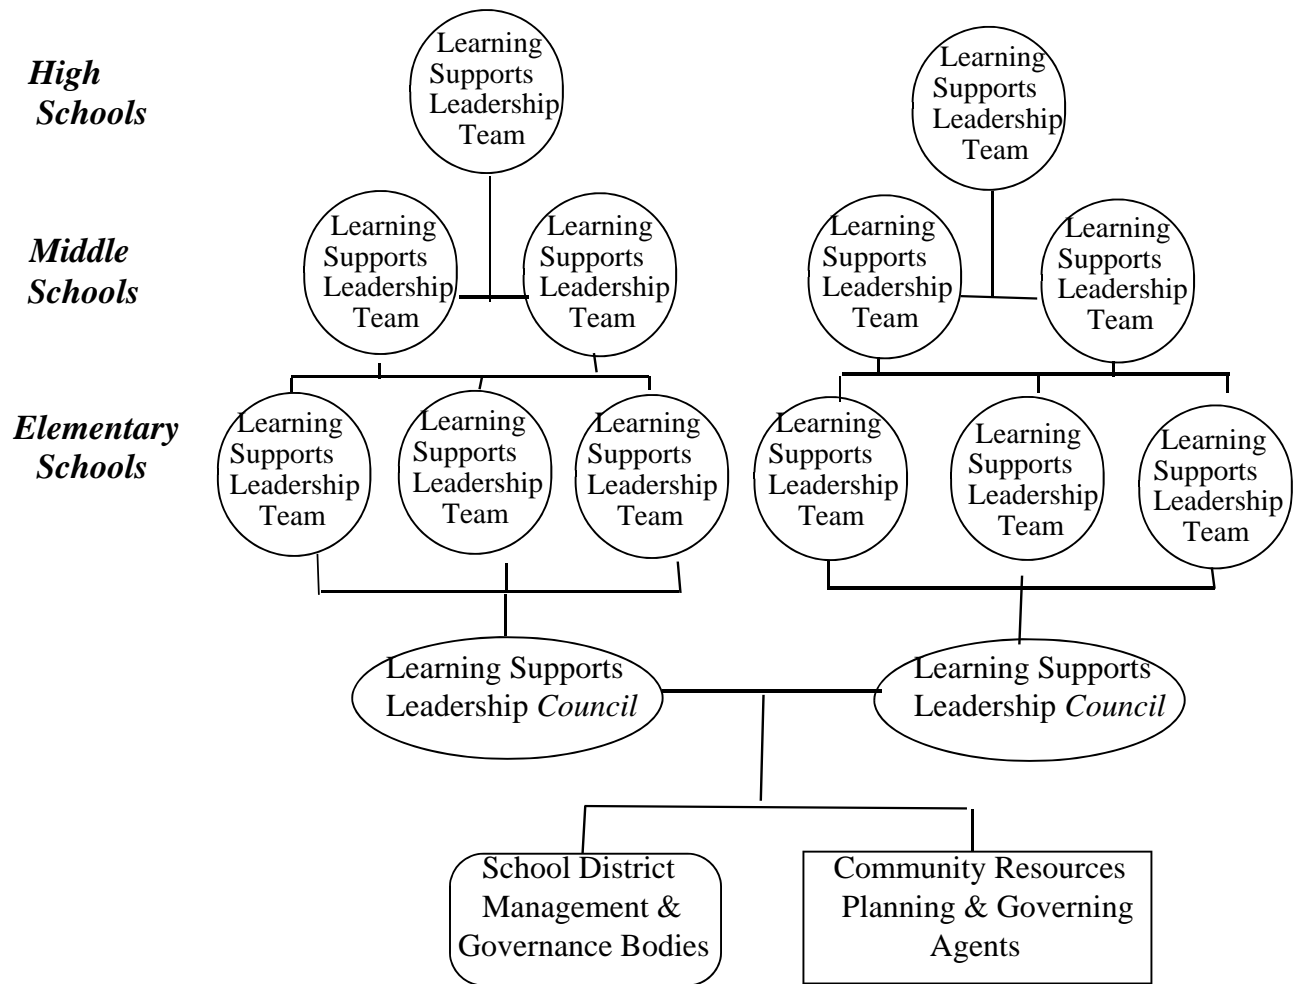 High
Schools
Learning
Supports
Leadership
Team
Learning
Supports
Leadership
Team
Middle
Schools
Learning
Supports
Leadership
Team
Learning
Supports
Leadership
Team
Learning
Supports
Leadership
Team
Learning
Supports
Leadership
Team
Elementary
Schools
Learning
Supports
Leadership
Team
Learning
Supports
Leadership
Team
Learning
Supports
Leadership
Team
Learning
Supports
Leadership
Team
Learning
Supports
Leadership
Team
Learning
Supports
Leadership
Team
Learning Supports
Leadership Council
Learning Supports
Leadership Council
School District
Management &
Governance Bodies
Community Resources
Planning & Governing
Agents